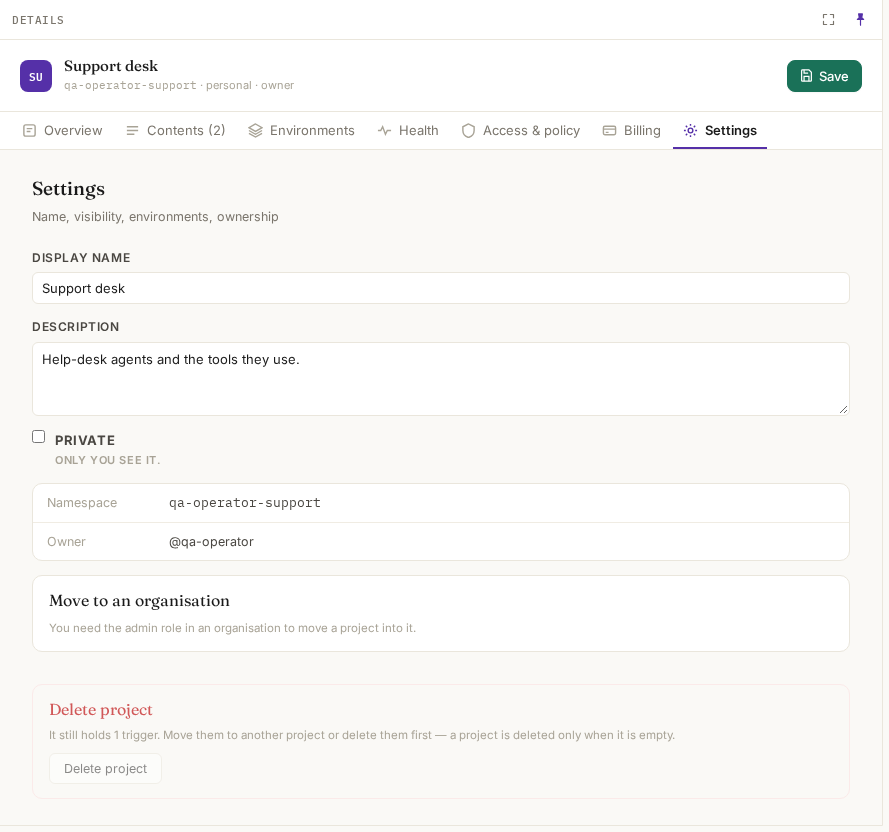 DETAILS
SU
Support desk
qa-operator-support · personal · owner
Save
Overview
Contents (2)
Environments
Health
Access & policy
Billing
Settings
Settings
Name, visibility, environments, ownership
DISPLAY NAME
Support desk
DESCRIPTION
Help-desk agents and the tools they use.
PRIVATE
ONLY YOU SEE IT.
Namespace qa-operator-support
Owner @qa-operator
Move to an organisation
You need the admin role in an organisation to move a project into it.
Delete project
It still holds 1 trigger. Move them to another project or delete them first — a project is deleted only when it is empty.
Delete project